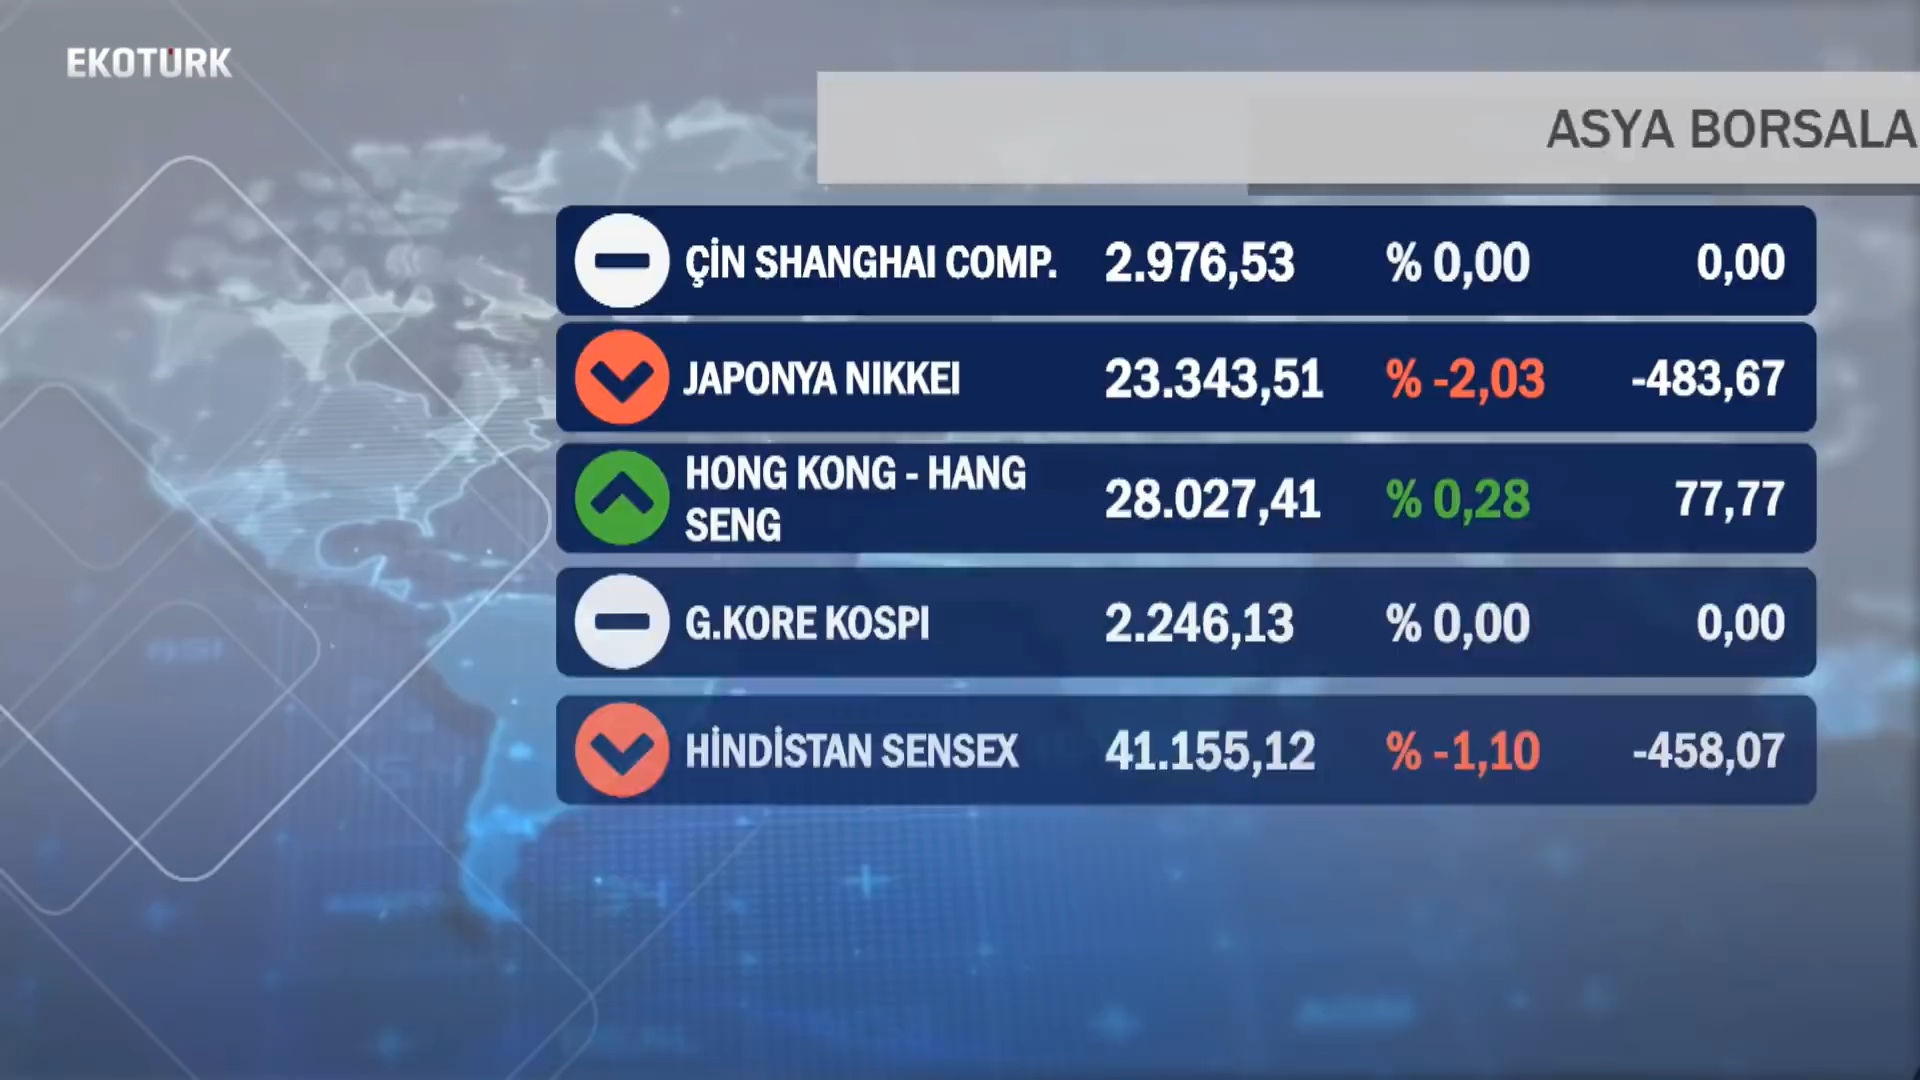 EKOTÜRK
ASYA BORSALA
ÇİN SHANGHAI COMP. 2.976,53 % 0,00 0,00
JAPONYA NIKKEI 23.343,51 % -2,03 -483,67
HONG KONG - HANG
SENG 28.027,41 % 0,28 77,77
G.KORE KOSPI 2.246,13 % 0,00 0,00
HİNDİSTAN SENSEX 41.155,12 % -1,10 -458,07